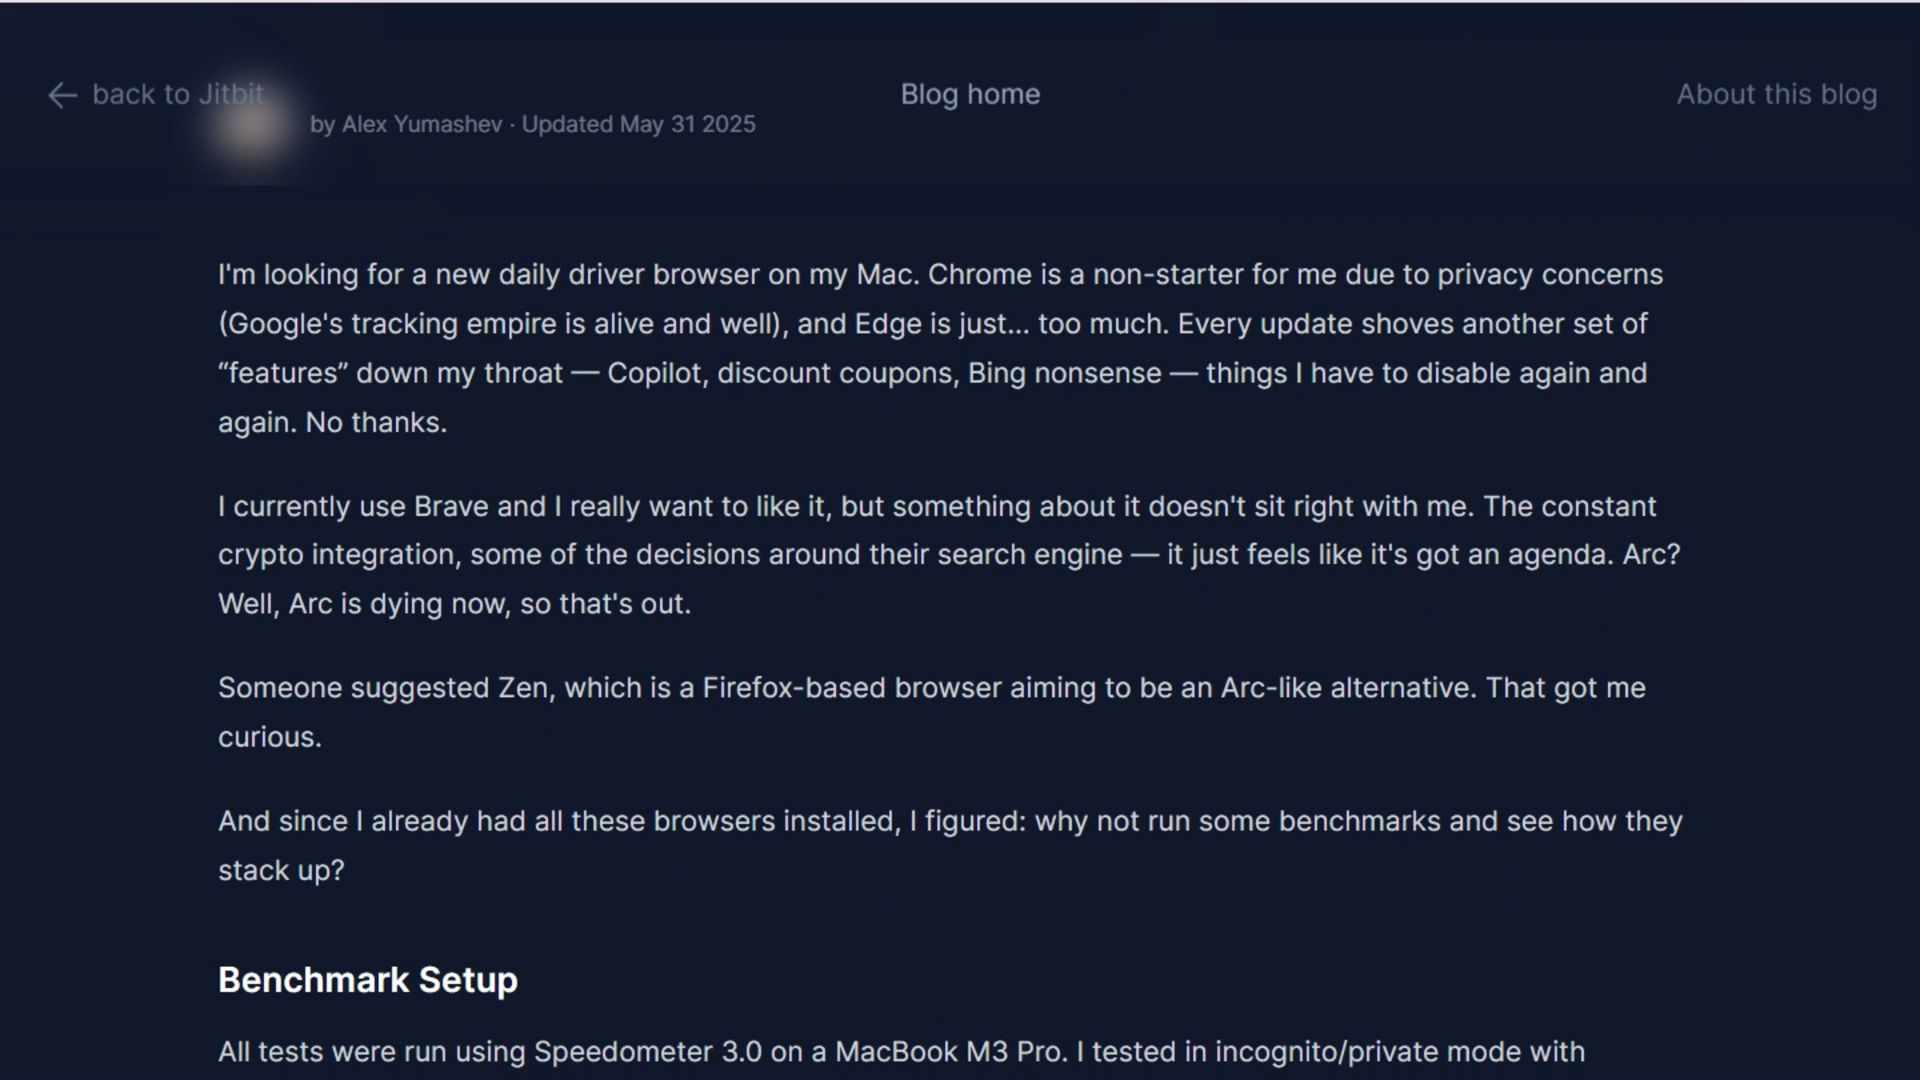 ← back to Jitbit
Blog home
About this blog
by Alex Yumashev · Updated May 31 2025
I'm looking for a new daily driver browser on my Mac. Chrome is a non-starter for me due to privacy concerns
(Google's tracking empire is alive and well), and Edge is just... too much. Every update shoves another set of
“features” down my throat — Copilot, discount coupons, Bing nonsense — things I have to disable again and
again. No thanks.
I currently use Brave and I really want to like it, but something about it doesn't sit right with me. The constant
crypto integration, some of the decisions around their search engine — it just feels like it's got an agenda. Arc?
Well, Arc is dying now, so that's out.
Someone suggested Zen, which is a Firefox-based browser aiming to be an Arc-like alternative. That got me
curious.
And since I already had all these browsers installed, I figured: why not run some benchmarks and see how they
stack up?
Benchmark Setup
All tests were run using Speedometer 3.0 on a MacBook M3 Pro. I tested in incognito/private mode with